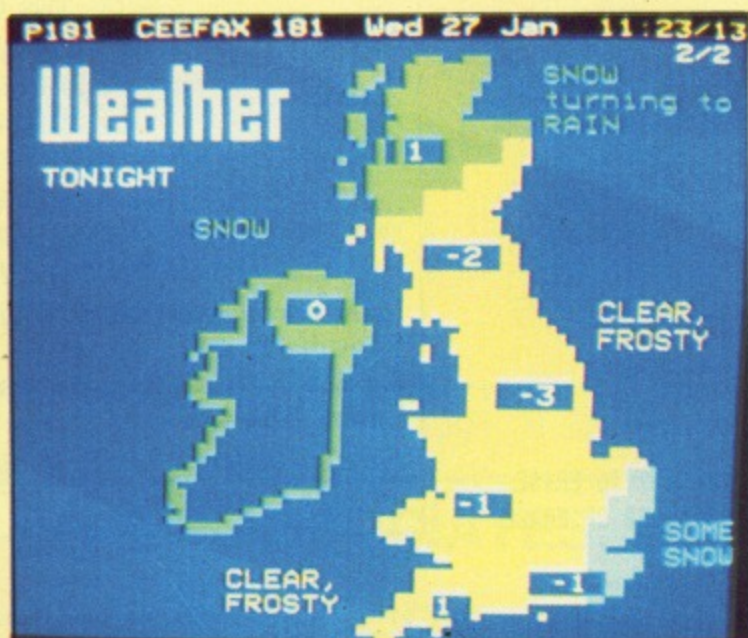 P181 CEEFAX 181 Wed 27 Jan 11:23/13
2/2
Weather
SNOW
turning to
RAIN
TONIGHT
1
SNOW
-2
0
CLEAR,
FROSTY
-3
-1
SOME
SNOW
CLEAR,
FROSTY
-1
1